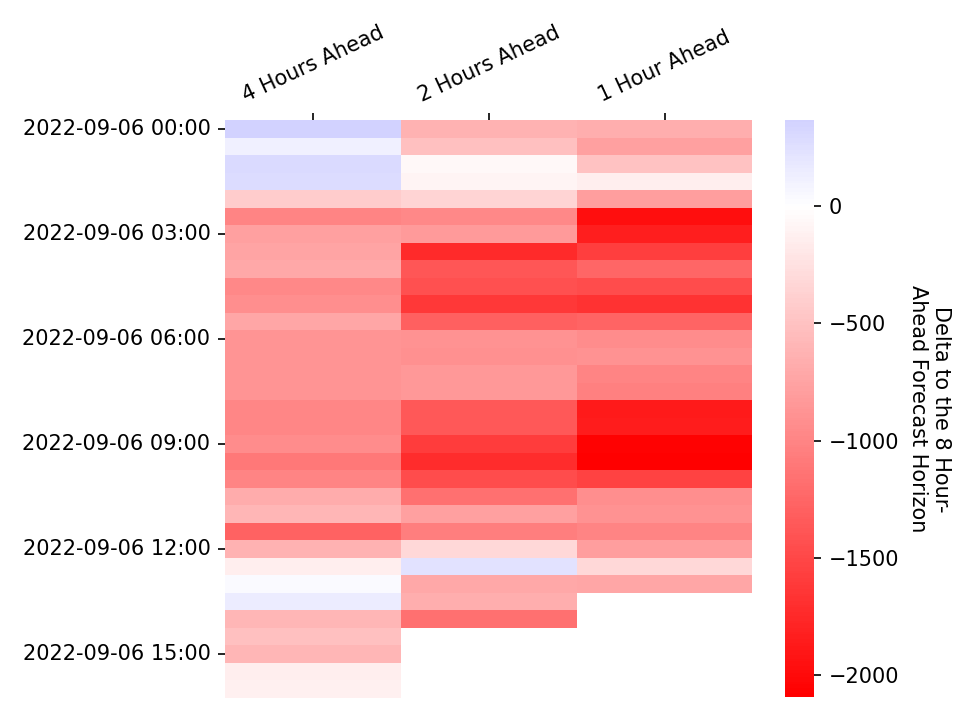 4 Hours Ahead
2 Hours Ahead
1 Hour Ahead
2022-09-06 00:00
2022-09-06 03:00
2022-09-06 06:00
2022-09-06 09:00
2022-09-06 12:00
2022-09-06 15:00
0
−500
−1000
−1500
−2000
Delta to the 8 Hour-
Ahead Forecast Horizon